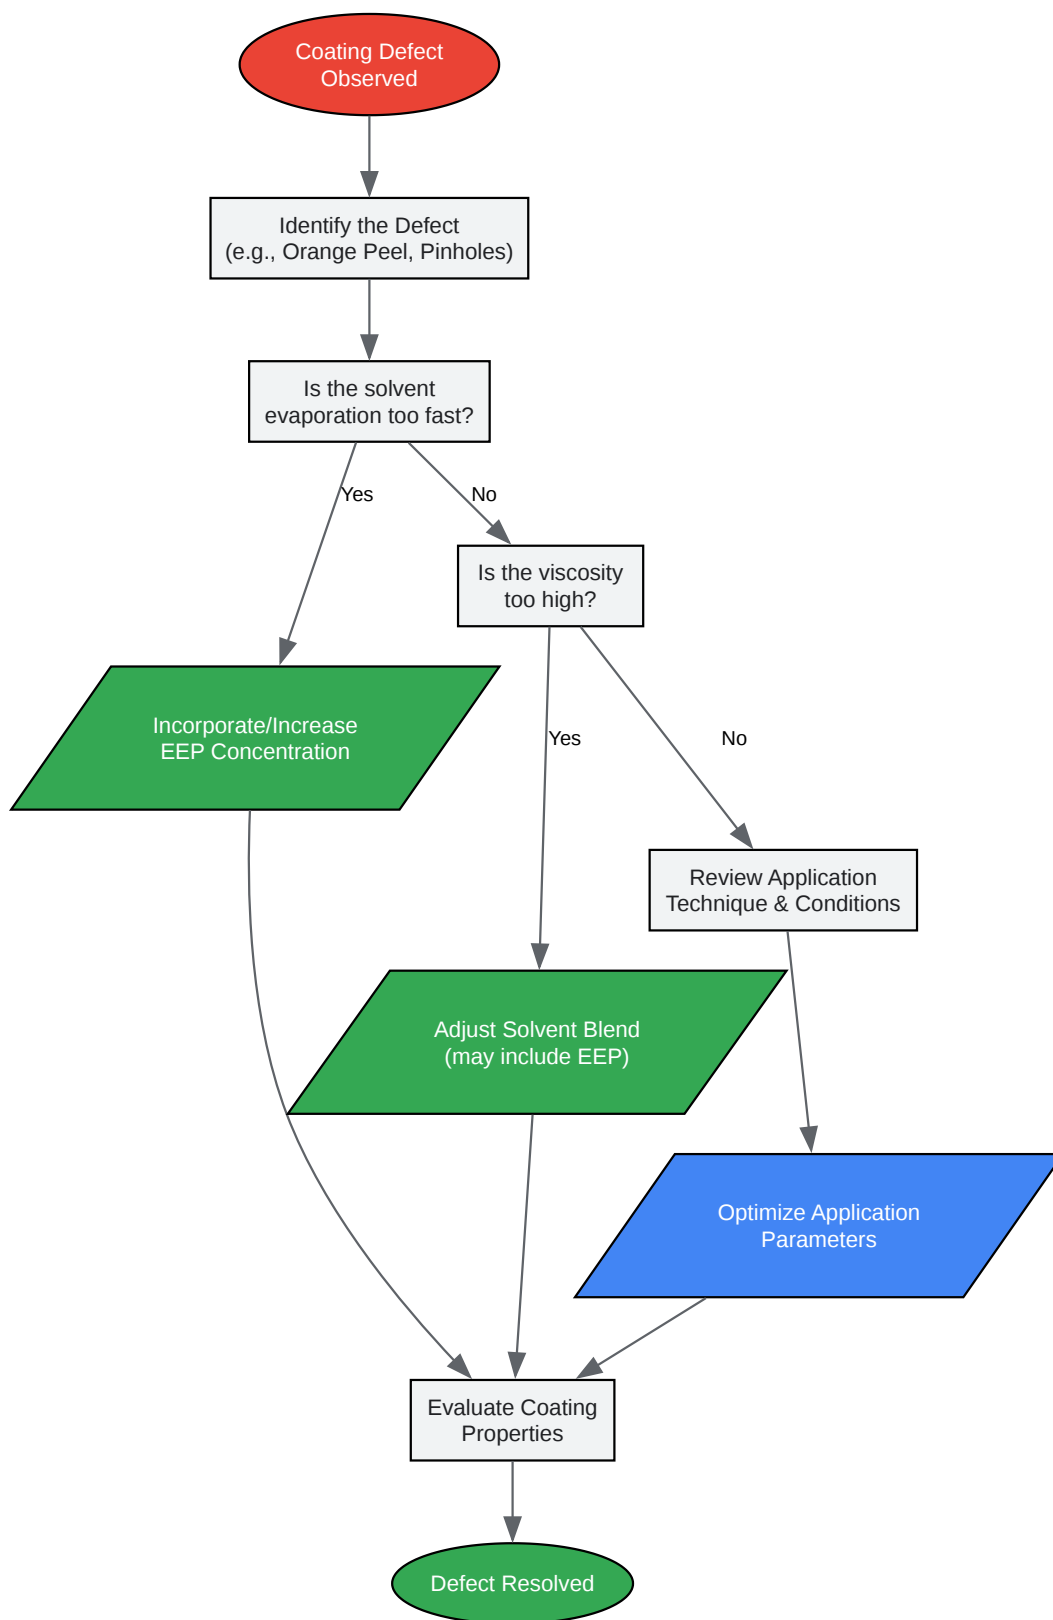 Coating Defect
Observed
Identify the Defect
(e.g., Orange Peel, Pinholes)
Is the solvent
evaporation too fast?
Yes
No
Is the viscosity
too high?
Incorporate/Increase
EEP Concentration
Yes
No
Review Application
Technique & Conditions
Adjust Solvent Blend
(may include EEP)
Optimize Application
Parameters
Evaluate Coating
Properties
Defect Resolved